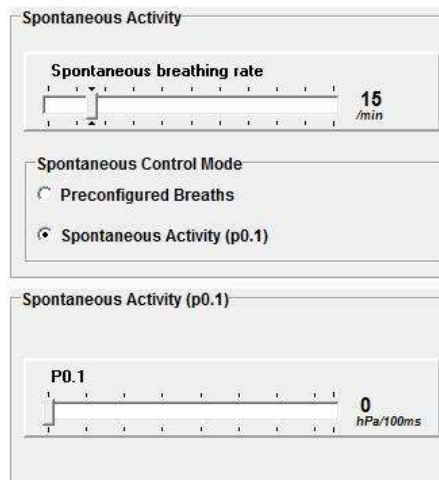 Spontaneous Activity
Spontaneous breathing rate
15
/min
Spontaneous Control Mode
Preconfigured Breaths
Spontaneous Activity (p0.1)
Spontaneous Activity (p0.1)
P0.1
0
hPa/100ms